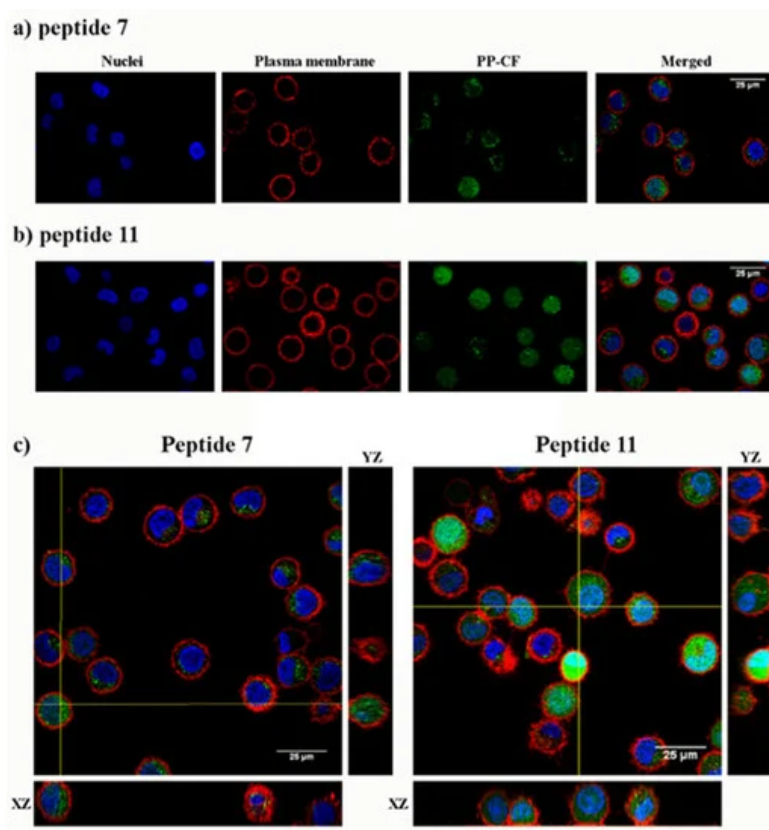 a) peptide 7
Nuclei Plasma membrane PP-CF Merged
25 µm
b) peptide 11
25 µm
c) Peptide 7 Peptide 11
YZ YZ
25 µm 25 µm
XZ XZ